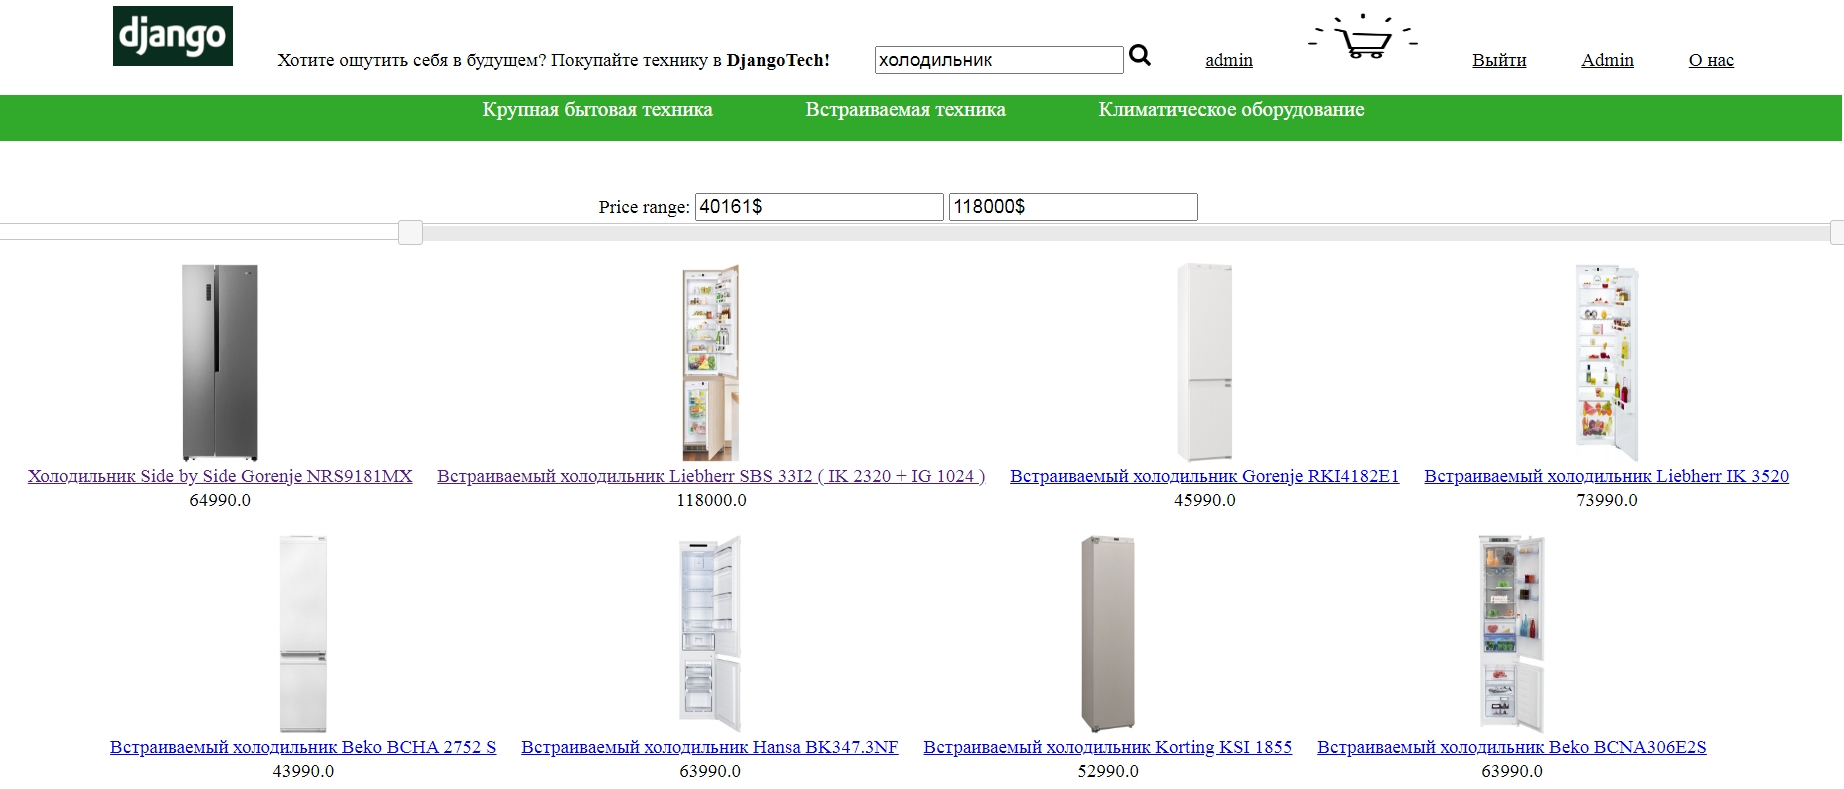 django
Хотите ощутить себя в будущем? Покупайте технику в DjangoTech!
холодильник
admin
Выйти
Admin
О нас
Крупная бытовая техника
Встраиваемая техника
Климатическое оборудование
Price range: 40161$ 118000$
Холодильник Side by Side Gorenje NRS9181MX
64990.0
Встраиваемый холодильник Liebherr SBS 33I2 ( IK 2320 + IG 1024 )
118000.0
Встраиваемый холодильник Gorenje RKI4182E1
45990.0
Встраиваемый холодильник Liebherr IK 3520
73990.0
Встраиваемый холодильник Beko BCHA 2752 S
43990.0
Встраиваемый холодильник Hansa BK347.3NF
63990.0
Встраиваемый холодильник Korting KSI 1855
52990.0
Встраиваемый холодильник Beko BCNA306E2S
63990.0